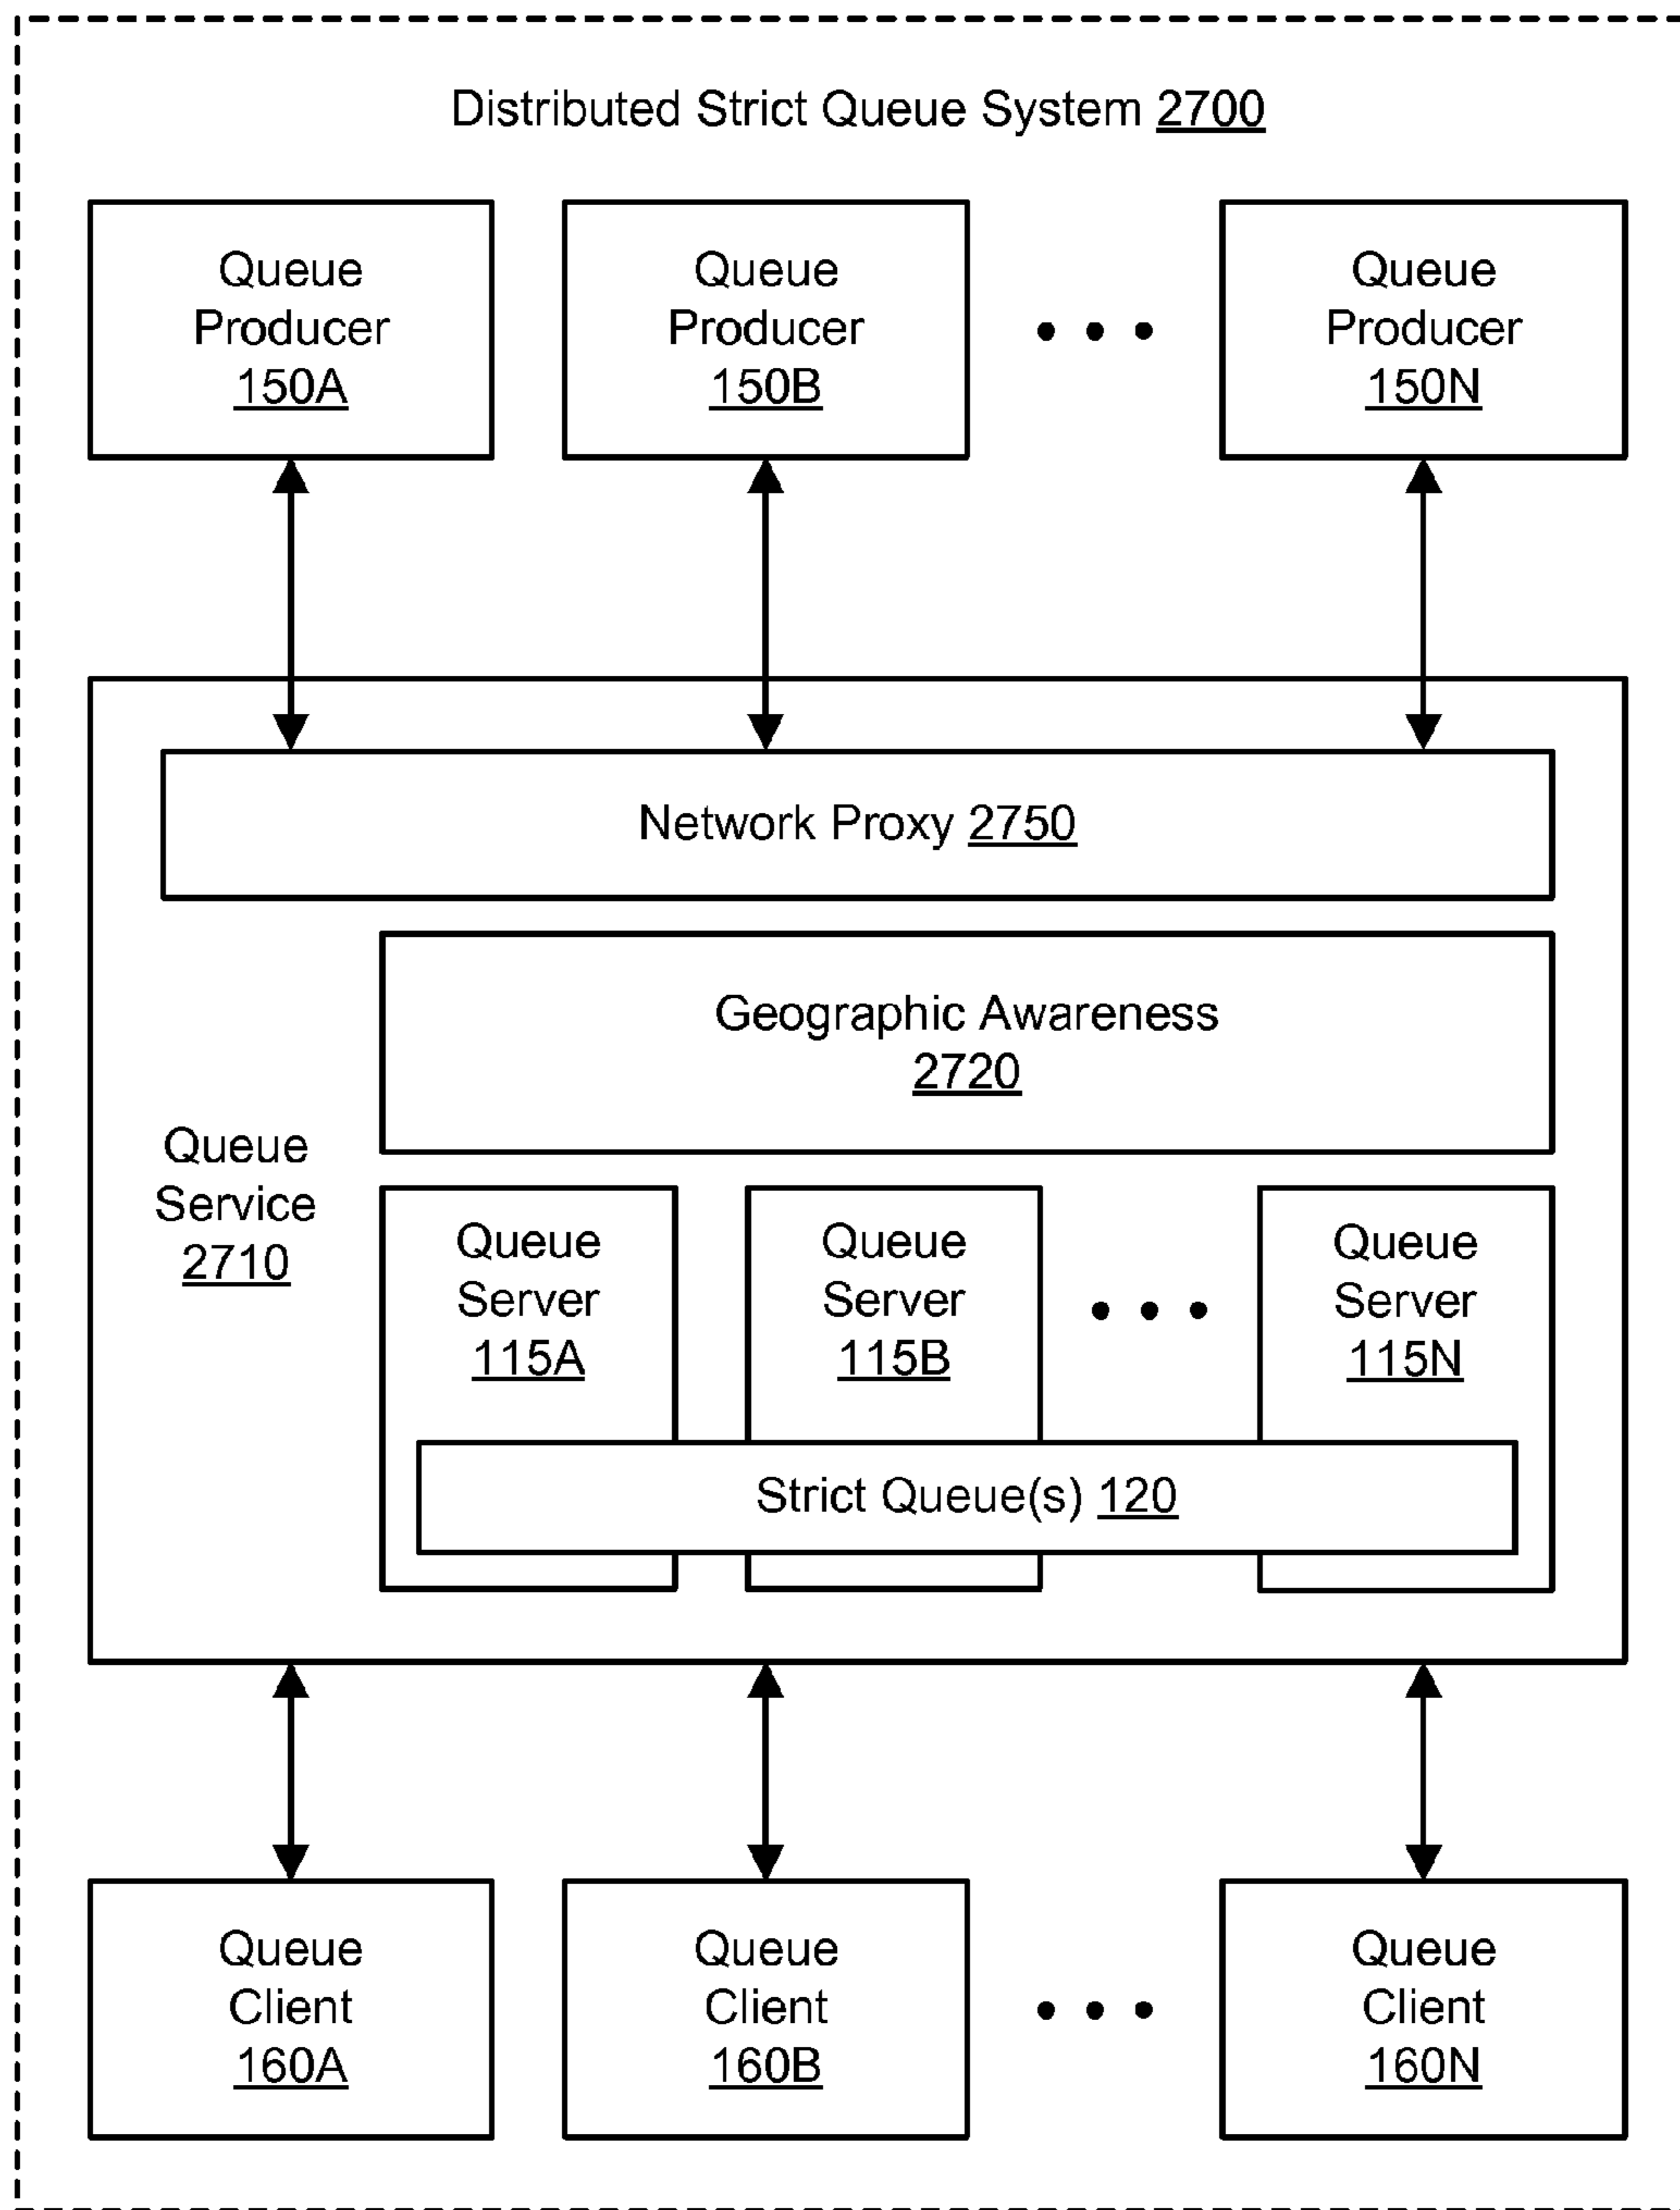 Distributed Strict Queue System 2700
Queue
Producer
150A
Queue
Producer
150B
Queue
Producer
150N
Network Proxy 2750
Geographic Awareness
2720
Queue
Service
2710
Queue
Server
115A
Queue
Server
115B
Queue
Server
115N
Strict Queue(s) 120
Queue
Client
160A
Queue
Client
160B
Queue
Client
160N